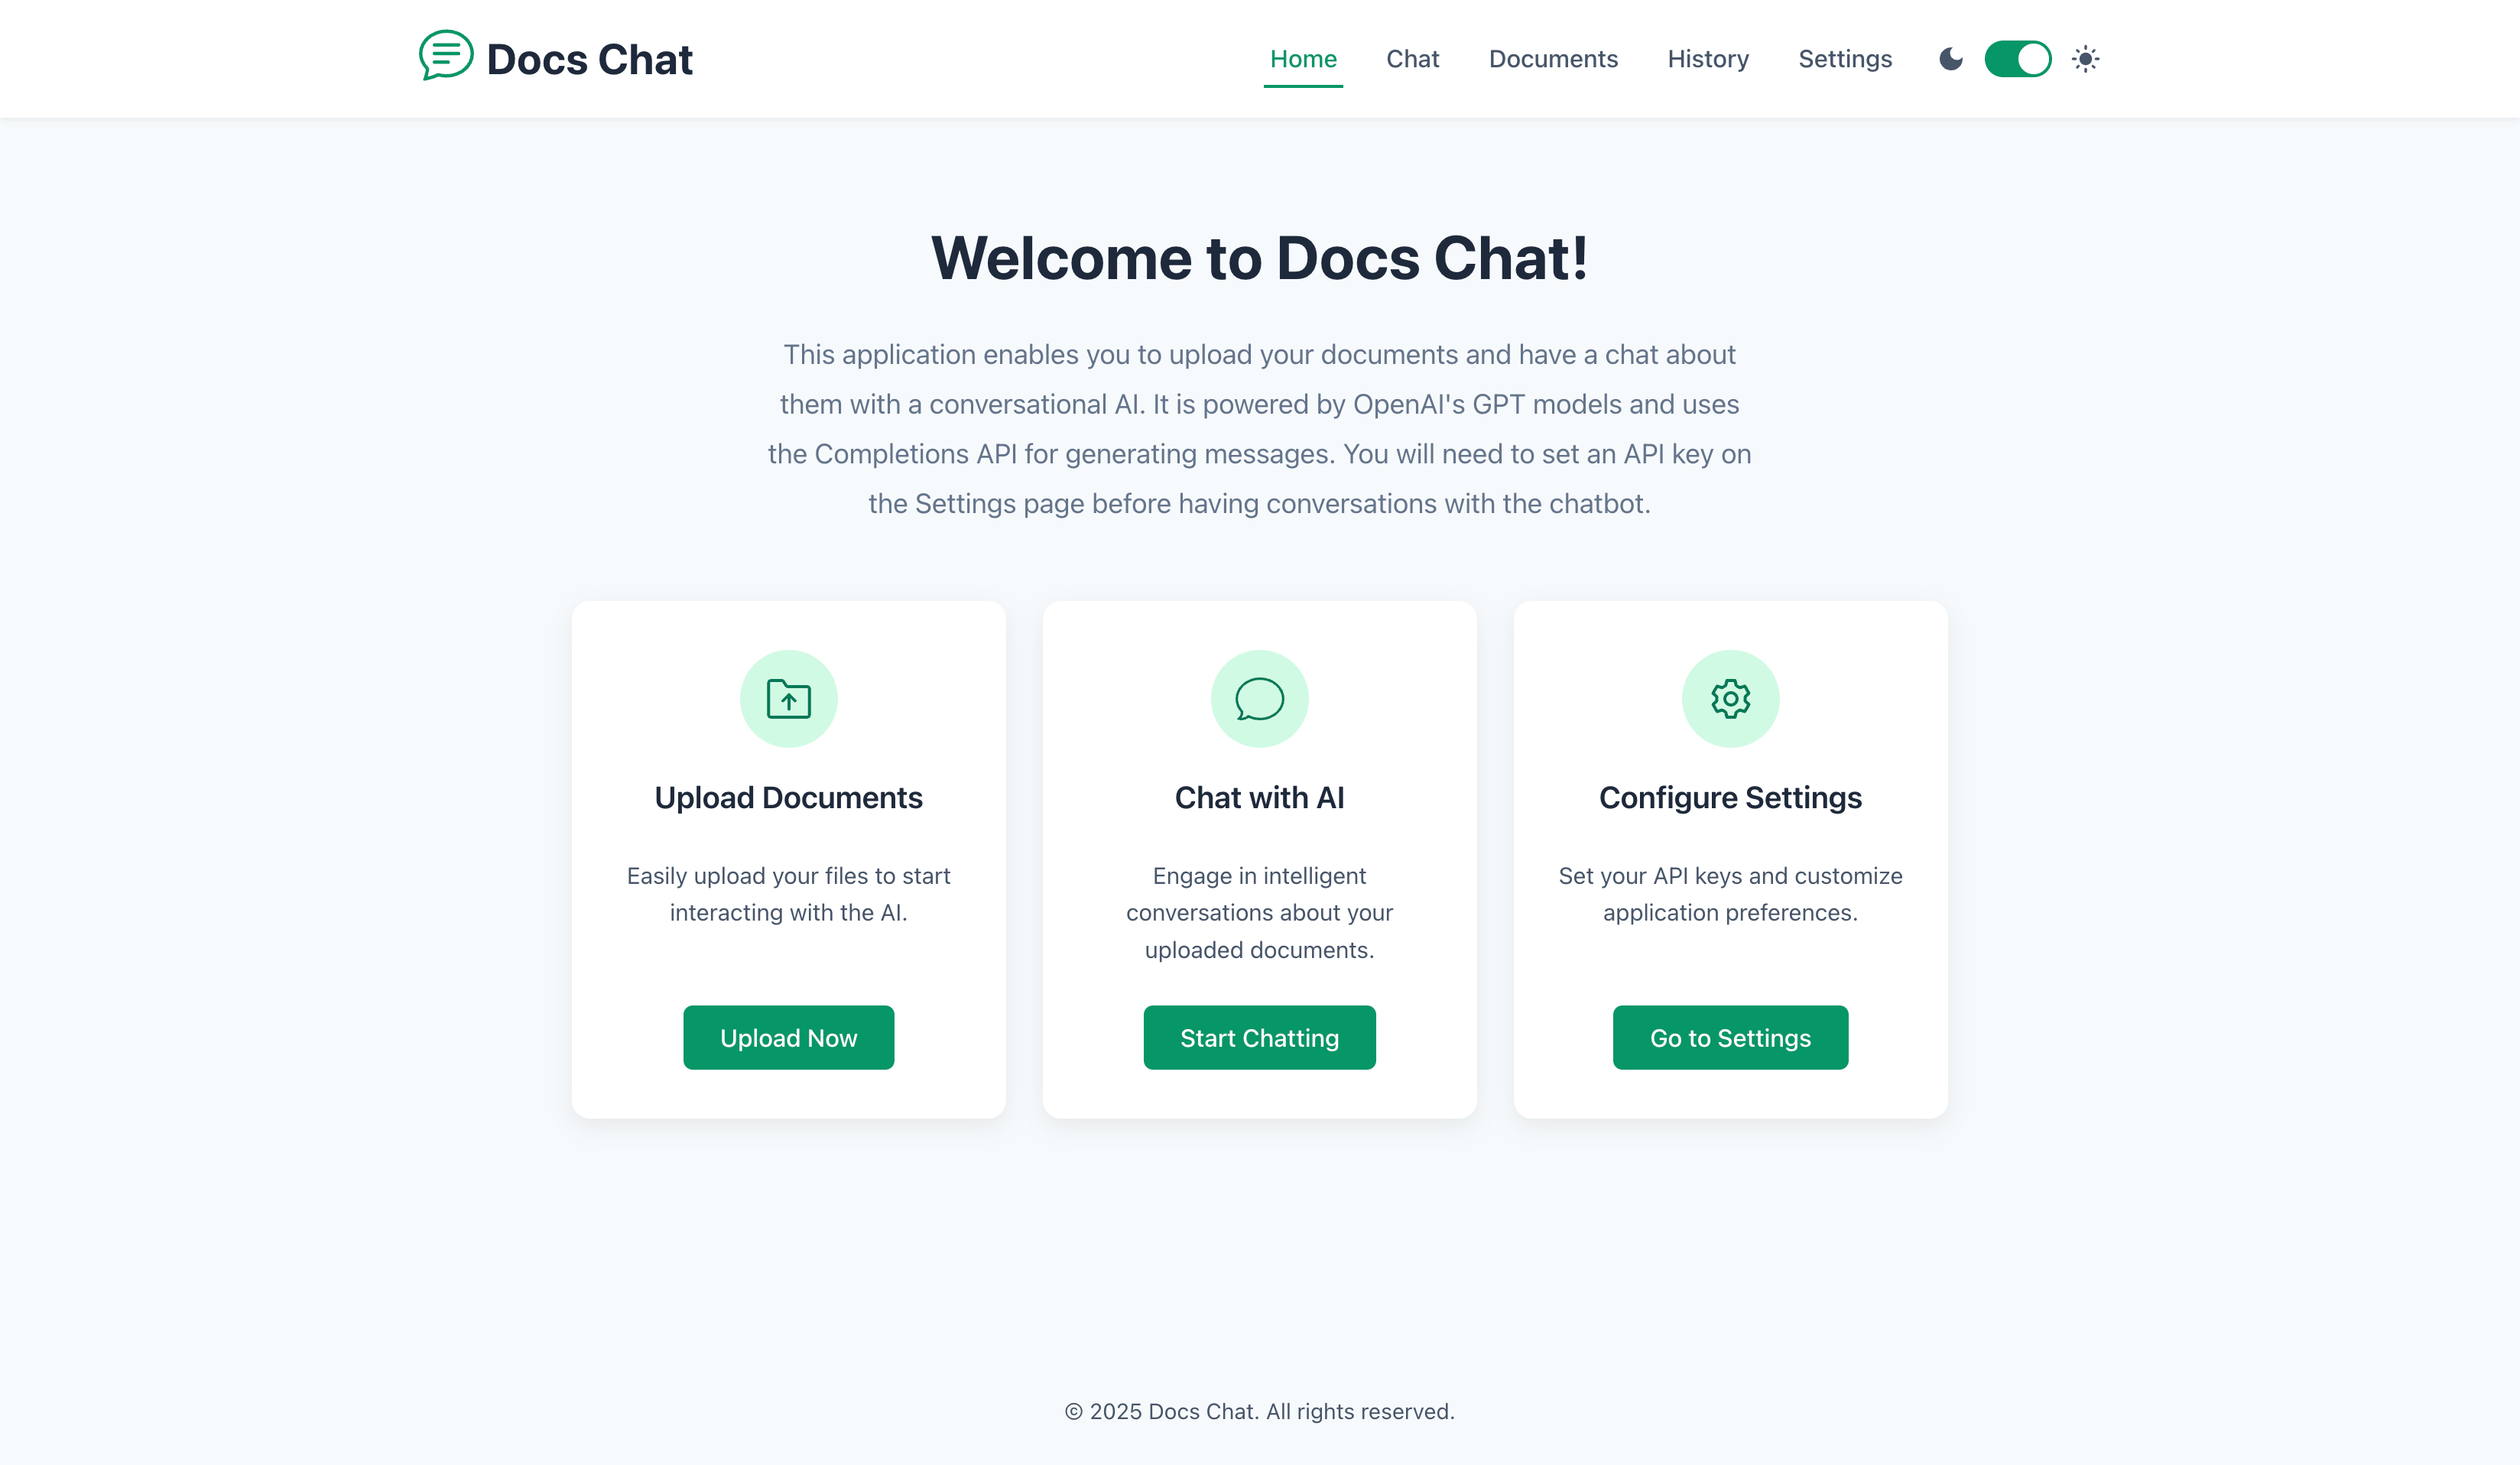 Docs Chat
Home Chat Documents History Settings
Welcome to Docs Chat!
This application enables you to upload your documents and have a chat about
them with a conversational AI. It is powered by OpenAI's GPT models and uses
the Completions API for generating messages. You will need to set an API key on
the Settings page before having conversations with the chatbot.
Upload Documents
Easily upload your files to start
interacting with the AI.
Upload Now
Chat with AI
Engage in intelligent
conversations about your
uploaded documents.
Start Chatting
Configure Settings
Set your API keys and customize
application preferences.
Go to Settings
© 2025 Docs Chat. All rights reserved.